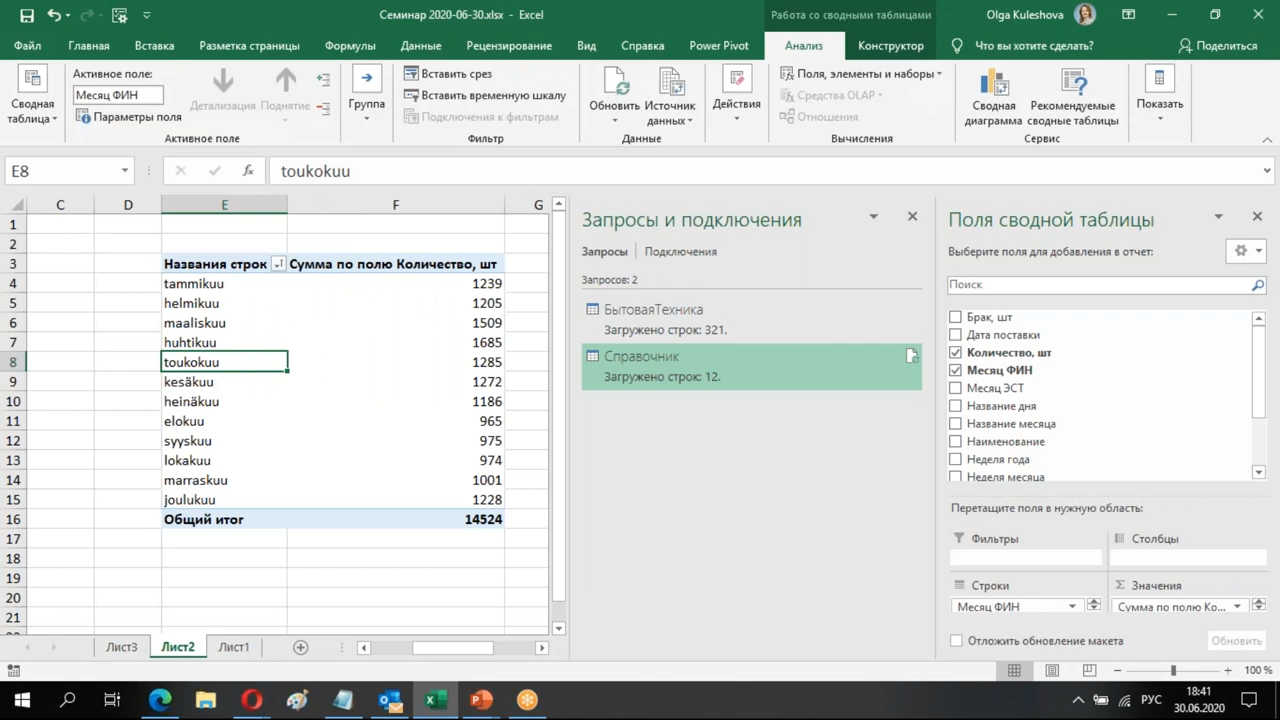 Семинар 2020-06-30.xlsx - Excel
Работа со сводными таблицами
Olga Kuleshova
Файл
Главная
Вставка
Разметка страницы
Формулы
Данные
Рецензирование
Вид
Справка
Power Pivot
Анализ
Конструктор
Что вы хотите сделать?
Поделиться
Сводная
таблица
Активное поле:
Месяц ФИН
Параметры поля
Детализация
Поднятие
Активное поле
Группа
Вставить срез
Вставить временную шкалу
Подключения к фильтрам
Фильтр
Обновить
Источник
данных
Данные
Действия
Поля, элементы и наборы
Средства OLAP
Отношения
Вычисления
Сводная
диаграмма
Рекомендуемые
сводные таблицы
Сервис
Показать
E8
fx
toukokuu
C D E F G
1
2
3 Названия строк Сумма по полю Количество, шт
4 tammikuu 1239
5 helmikuu 1205
6 maaliskuu 1509
7 huhtikuu 1685
8 toukokuu 1285
9 kesäkuu 1272
10 heinäkuu 1186
11 elokuu 965
12 syyskuu 975
13 lokakuu 974
14 marraskuu 1001
15 joulukuu 1228
16 Общий итог 14524
17
18
19
20
21
Запросы и подключения
Запросы
Подключения
Запросов: 2
БытоваяТехника
Загружено строк: 321.
Справочник
Загружено строк: 12.
Поля сводной таблицы
Выберите поля для добавления в отчет:
Поиск
Брак, шт
Дата поставки
Количество, шт
Месяц ФИН
Месяц ЭСТ
Название дня
Название месяца
Наименование
Неделя года
Неделя месяца
Перетащите поля в нужную область:
Фильтры
Столбцы
Строки
Σ Значения
Месяц ФИН
Сумма по полю Ко...
Отложить обновление макета
Обновить
Лист3
Лист2
Лист1
100 %
РУС
18:41
30.06.2020